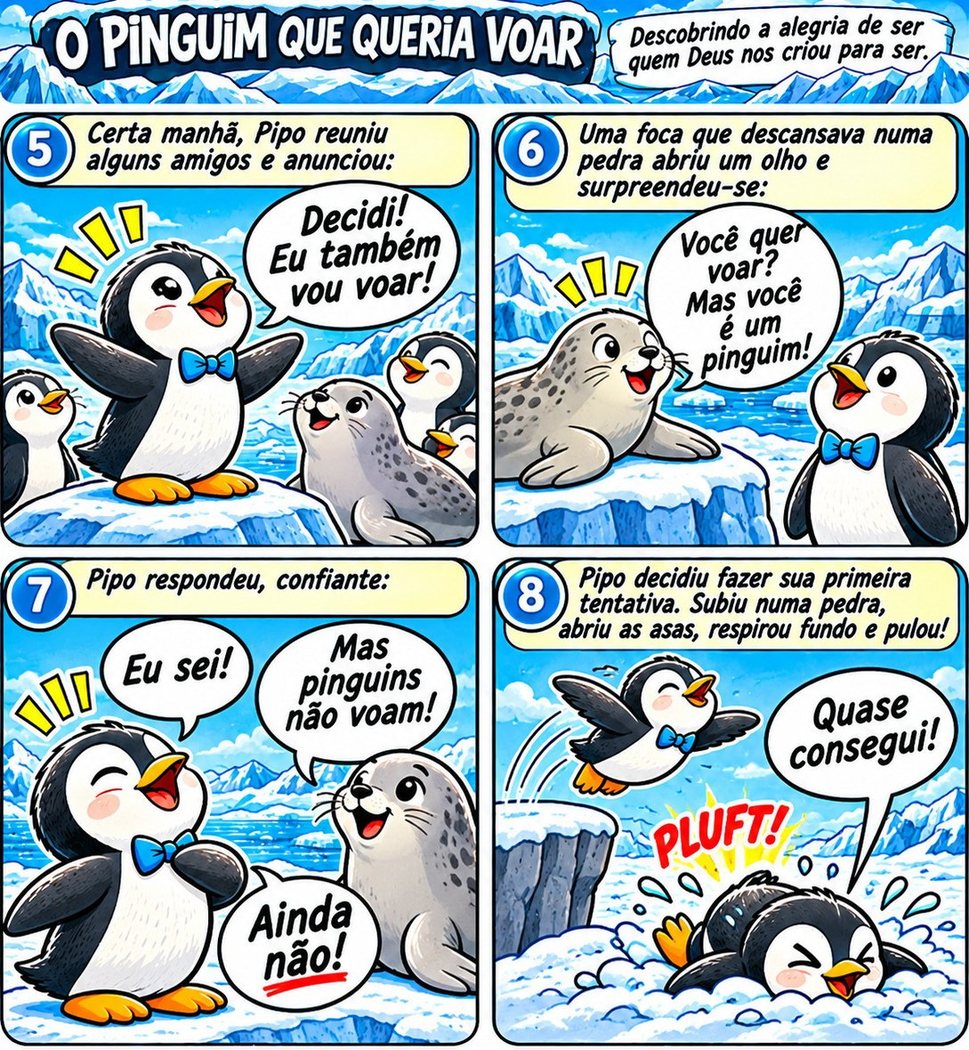 O PINGUIM QUE QUERIA VOAR
Descobrindo a alegria de ser
quem Deus nos criou para ser.
5
Certa manhã, Pipo reuniu
alguns amigos e anunciou:
Decidi!
Eu também
vou voar!
6
Uma foca que descansava numa
pedra abriu um olho e
surpreendeu-se:
Você quer
voar?
Mas você
é um
pinguim!
7
Pipo respondeu, confiante:
Eu sei!
Mas
pinguins
não voam!
Ainda
não!
8
Pipo decidiu fazer sua primeira
tentativa. Subiu numa pedra,
abriu as asas, respirou fundo e pulou!
PLUFT!
Quase
consegui!